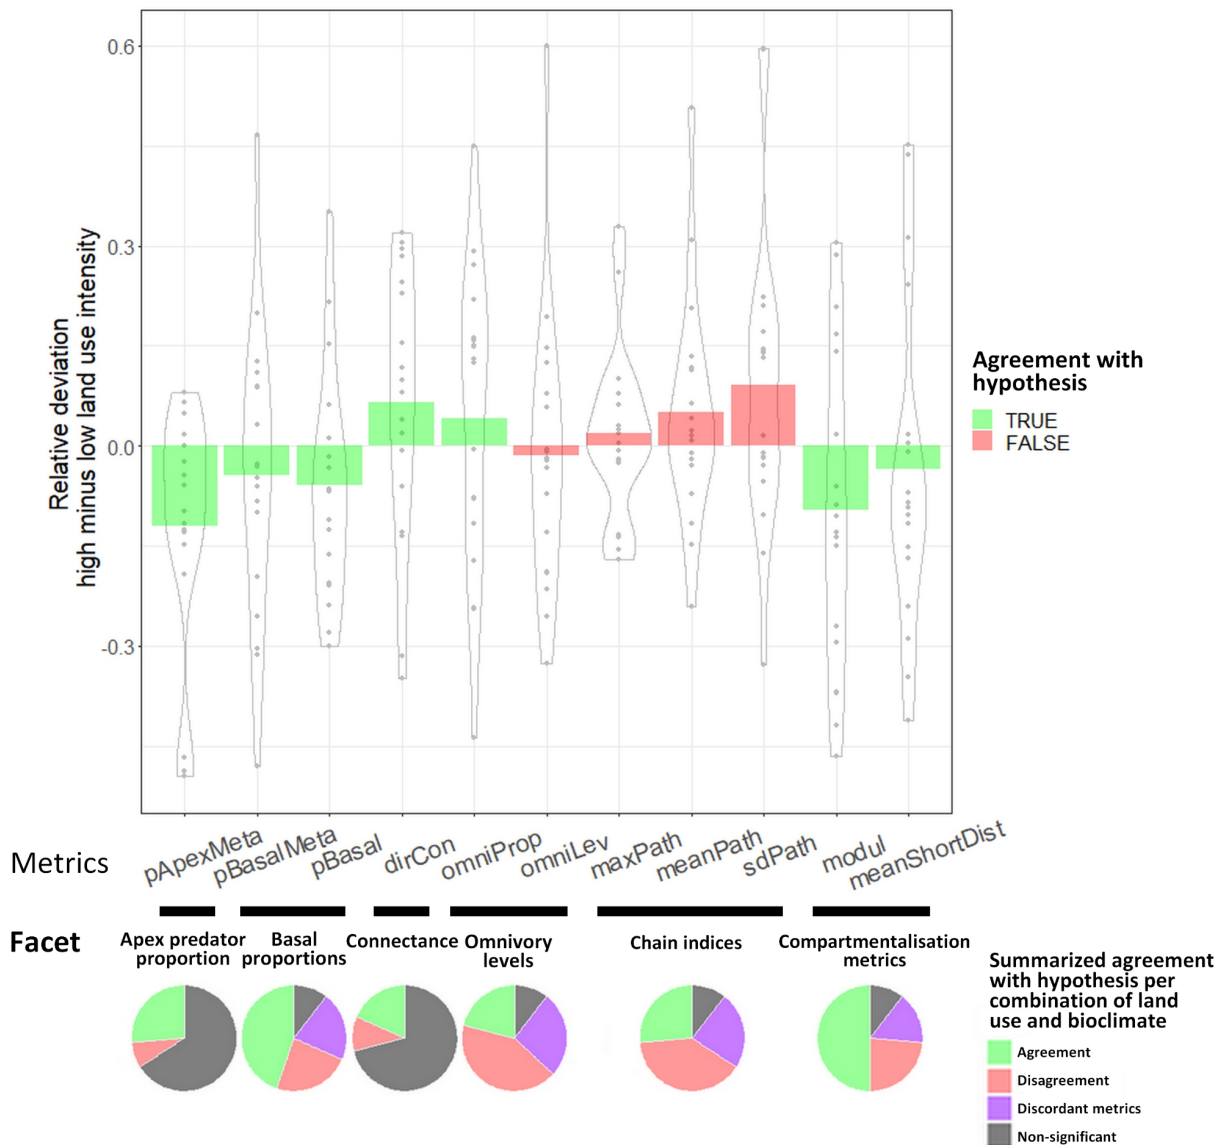 0.6
0.3
0.0
-0.3
Relative deviation
high minus low land use intensity
Agreement with
hypothesis
TRUE
FALSE
Metrics
pApexMeta
pBasalMeta
pBasal
dirCon
omniProp
omniLev
maxPath
meanPath
sdPath
modul
meanShortDist
Facet
Apex predator
proportion
Basal
proportions
Connectance
Omnivory
levels
Chain indices
Compartmentalisation
metrics
Summarized agreement
with hypothesis per
combination of land
use and bioclimate
Agreement
Disagreement
Discordant metrics
Non-significant